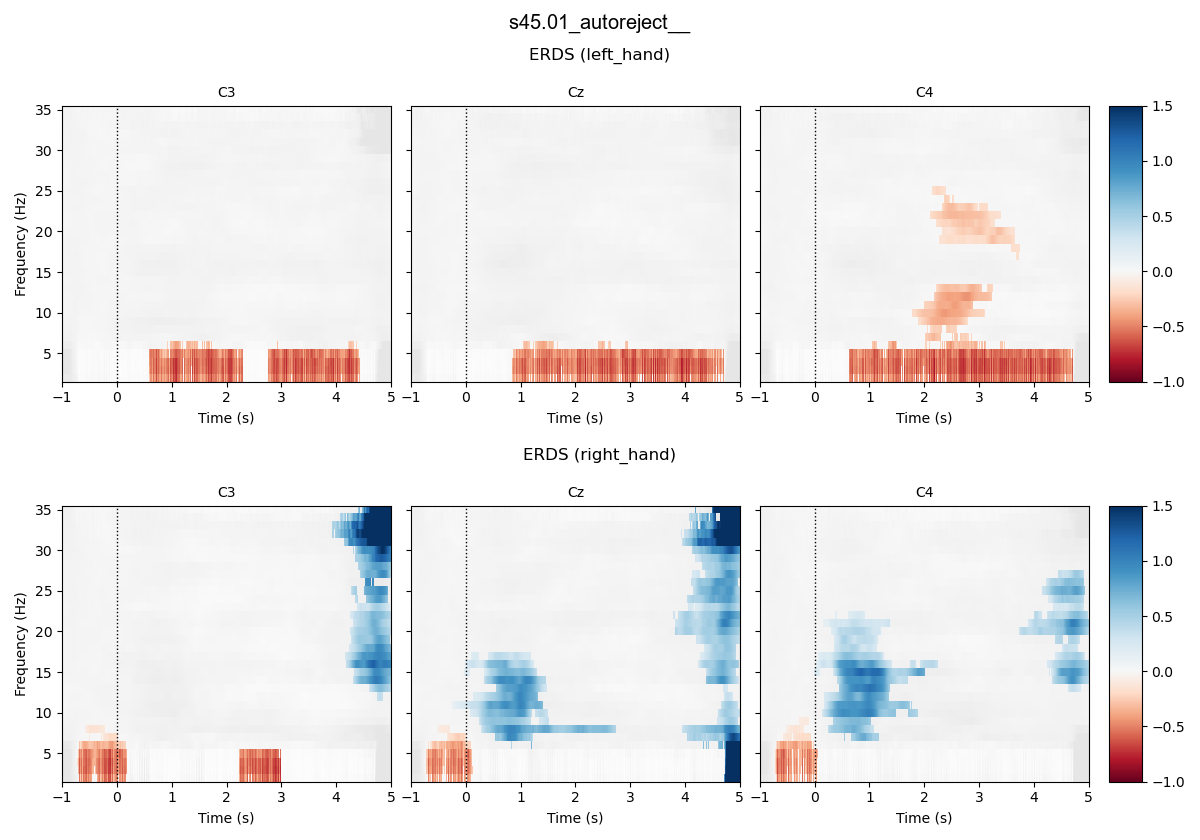 s45.01_autoreject__
ERDS (left_hand)
C3 Cz C4
35 30 25 20 15 10 5
Frequency (Hz)
−1 0 1 2 3 4 5 −1 0 1 2 3 4 5 −1 0 1 2 3 4 5
Time (s) Time (s) Time (s)
1.5 1.0 0.5 0.0 −0.5 −1.0
ERDS (right_hand)
C3 Cz C4
35 30 25 20 15 10 5
Frequency (Hz)
−1 0 1 2 3 4 5 −1 0 1 2 3 4 5 −1 0 1 2 3 4 5
Time (s) Time (s) Time (s)
1.5 1.0 0.5 0.0 −0.5 −1.0